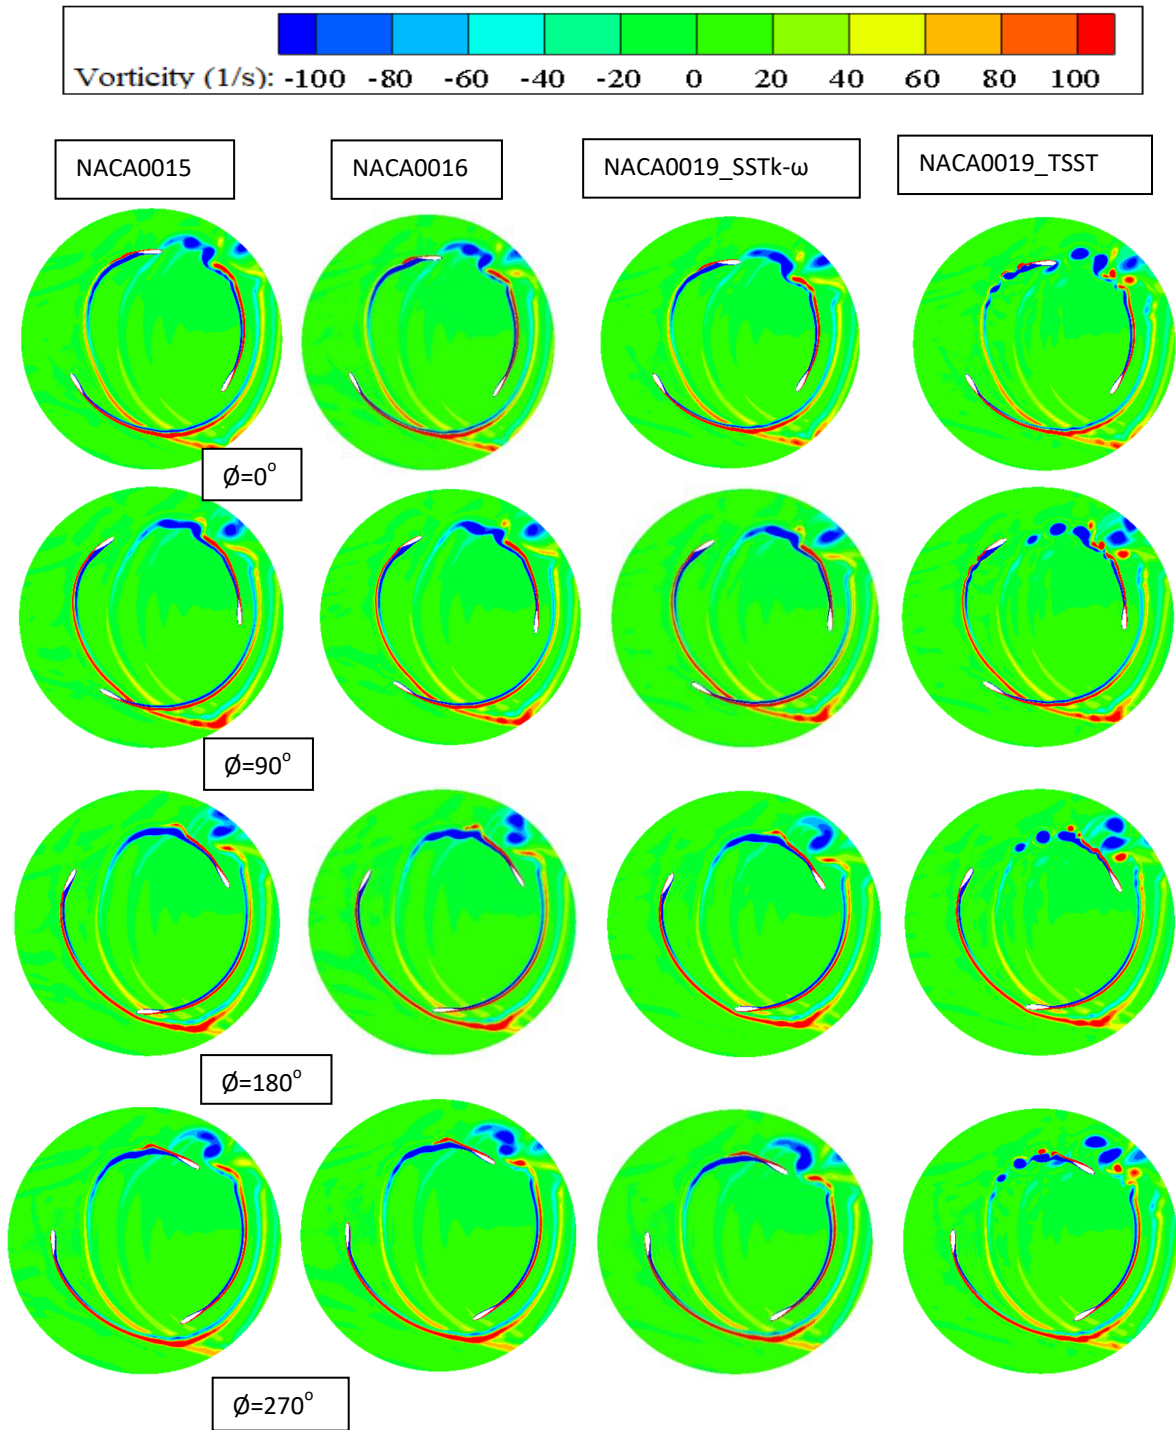 Vorticity (1/s): -100 -80 -60 -40 -20 0 20 40 60 80 100
NACA0015 NACA0016 NACA0019_SSTk-ω NACA0019_TSST
Ø=0°
Ø=90°
Ø=180°
Ø=270°